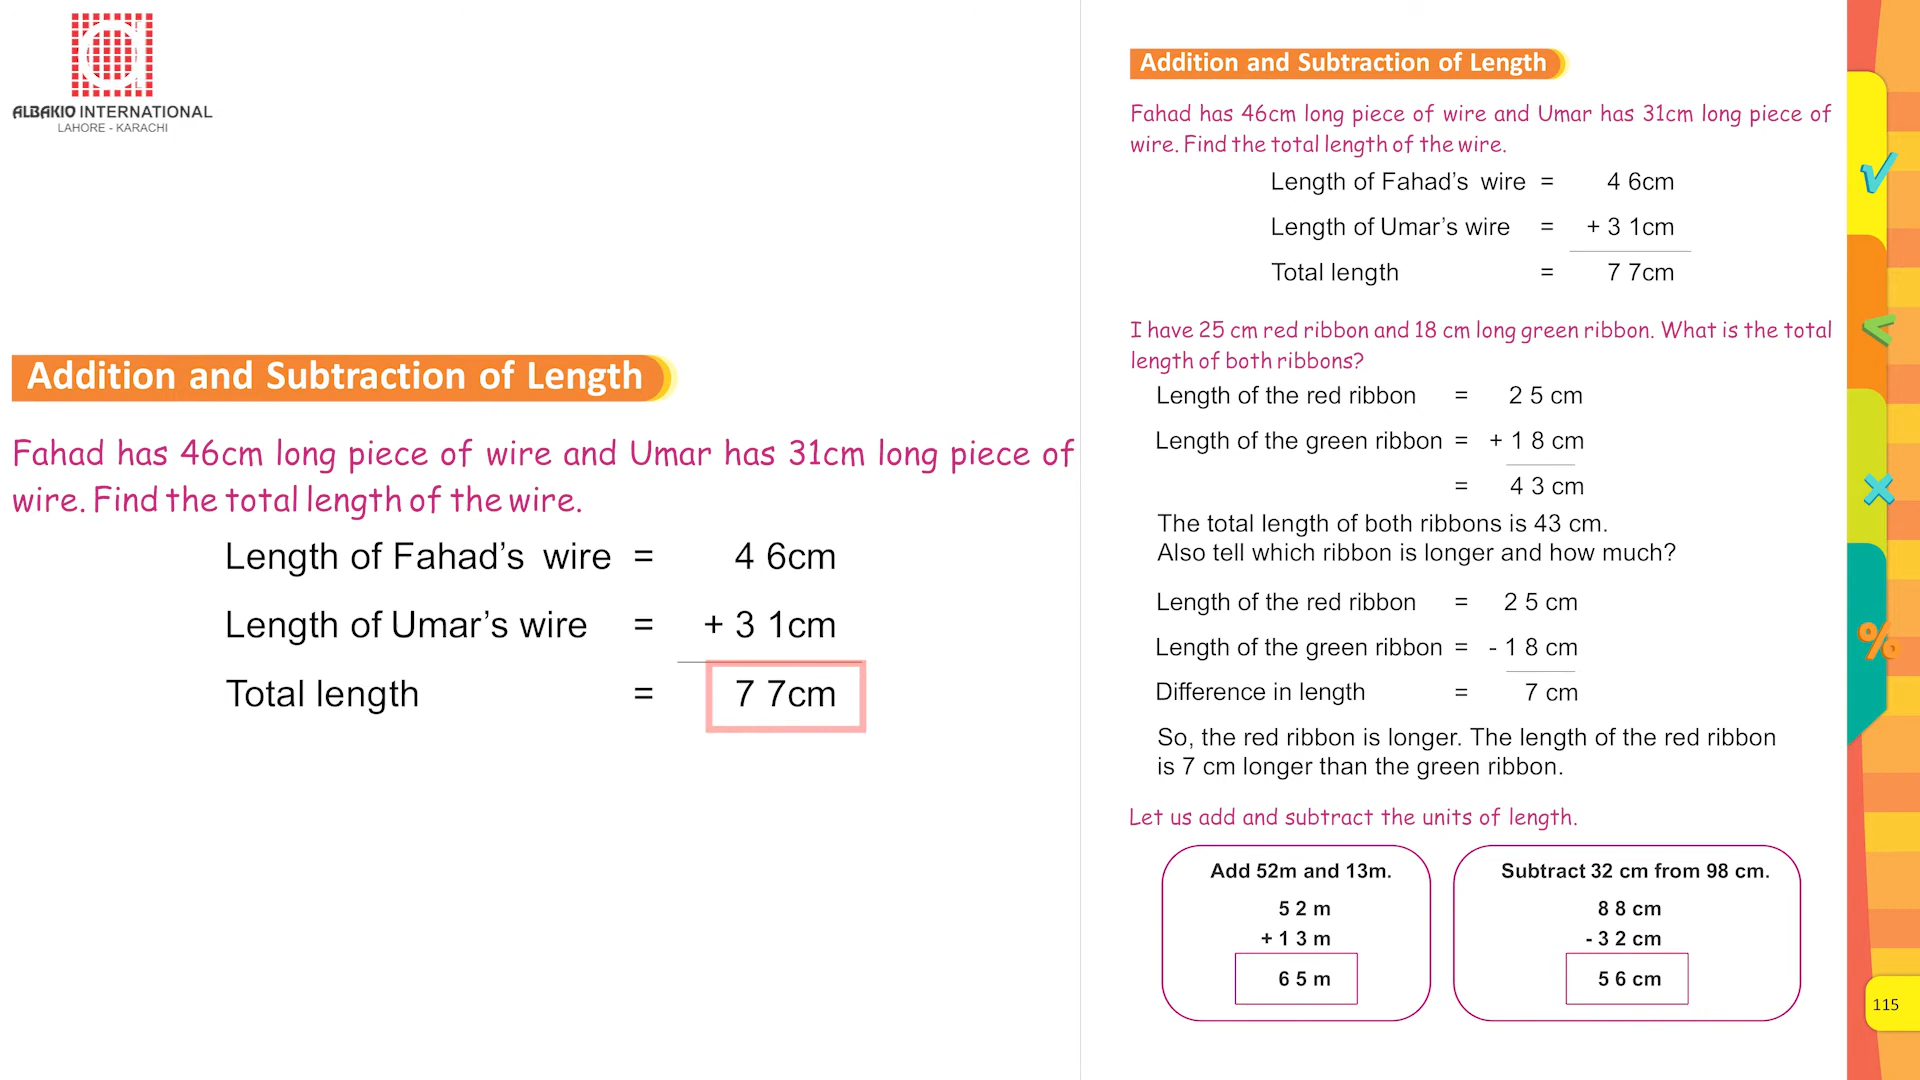 ALBAKIO INTERNATIONAL
LAHORE - KARACHI
Addition and Subtraction of Length
Fahad has 46cm long piece of wire and Umar has 31cm long piece of
wire. Find the total length of the wire.
Length of Fahad's wire = 4 6cm
Length of Umar's wire = + 3 1cm
Total length = 7 7cm
Addition and Subtraction of Length
Fahad has 46cm long piece of wire and Umar has 31cm long piece of
wire. Find the total length of the wire.
Length of Fahad's wire = 4 6cm
Length of Umar's wire = + 3 1cm
Total length = 7 7cm
I have 25 cm red ribbon and 18 cm long green ribbon. What is the total
length of both ribbons?
Length of the red ribbon = 2 5 cm
Length of the green ribbon = + 1 8 cm
= 4 3 cm
The total length of both ribbons is 43 cm.
Also tell which ribbon is longer and how much?
Length of the red ribbon = 2 5 cm
Length of the green ribbon = - 1 8 cm
Difference in length = 7 cm
So, the red ribbon is longer. The length of the red ribbon
is 7 cm longer than the green ribbon.
Let us add and subtract the units of length.
Add 52m and 13m.
5 2 m
+ 1 3 m
6 5 m
Subtract 32 cm from 98 cm.
8 8 cm
- 3 2 cm
5 6 cm
√
<
×
%
115